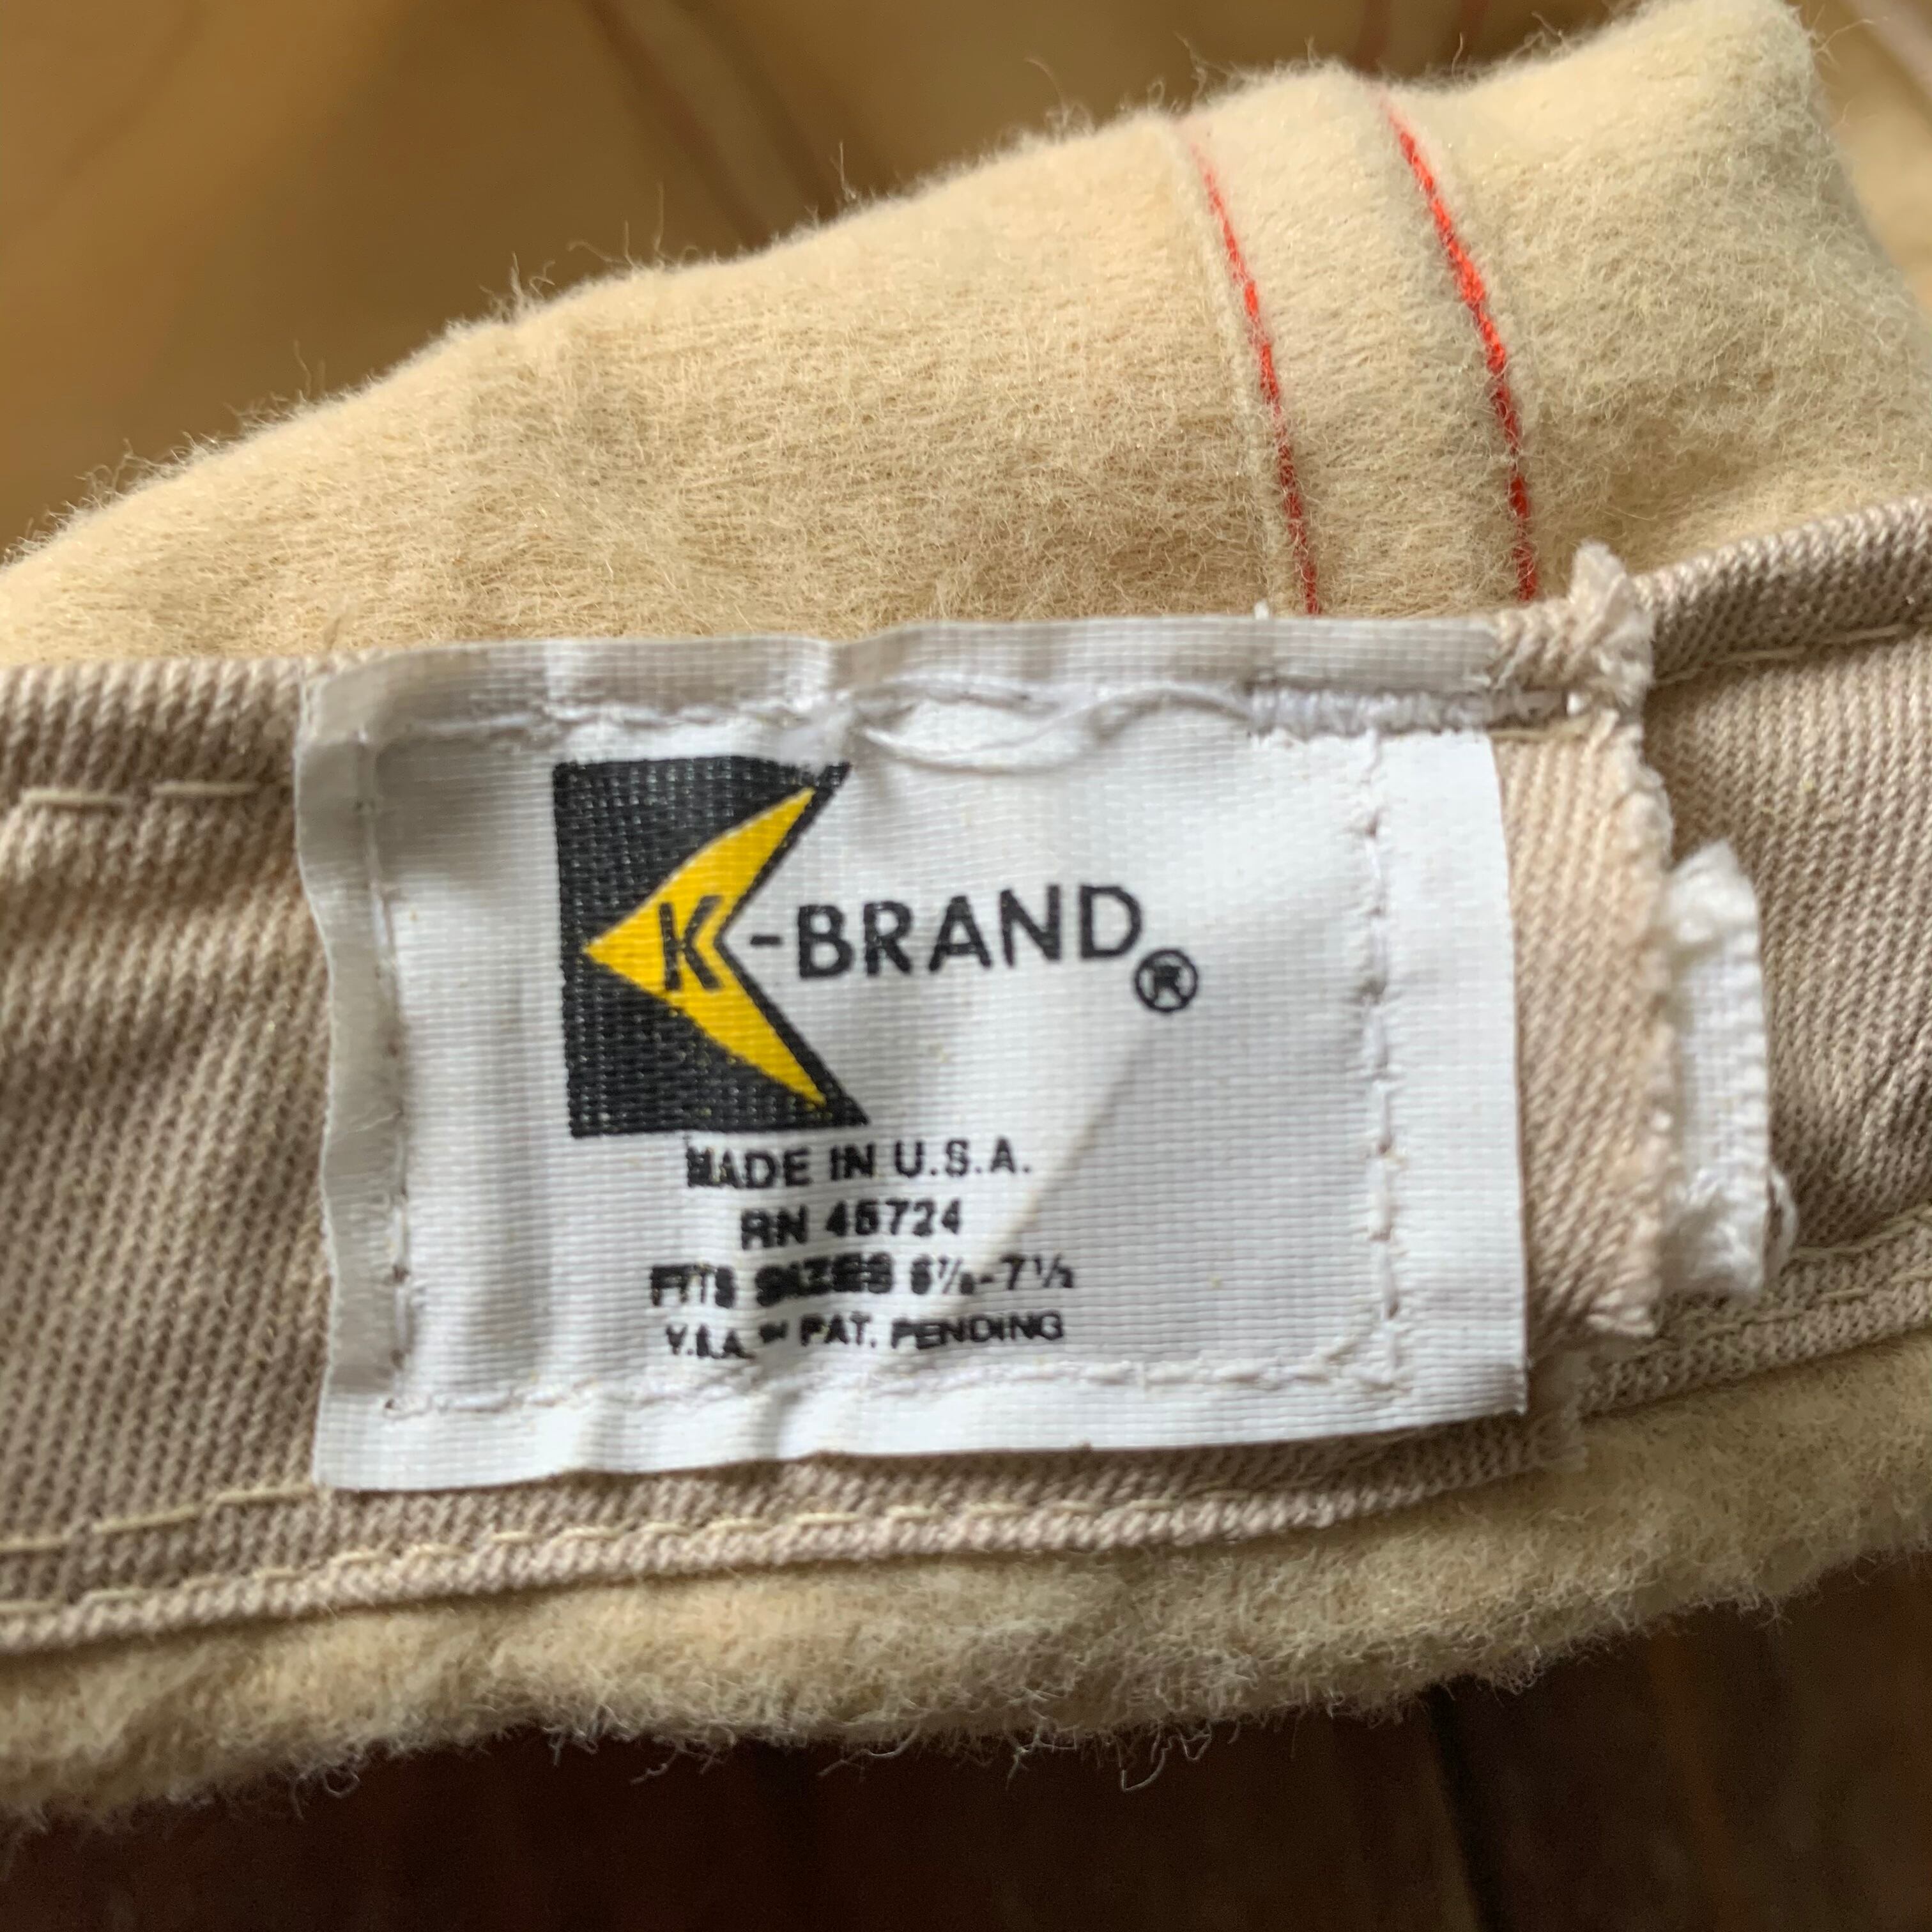 K-BRAND®
MADE IN U.S.A.
RN 45724
FITS SIZES 6⅞-7½
PAT. PENDING